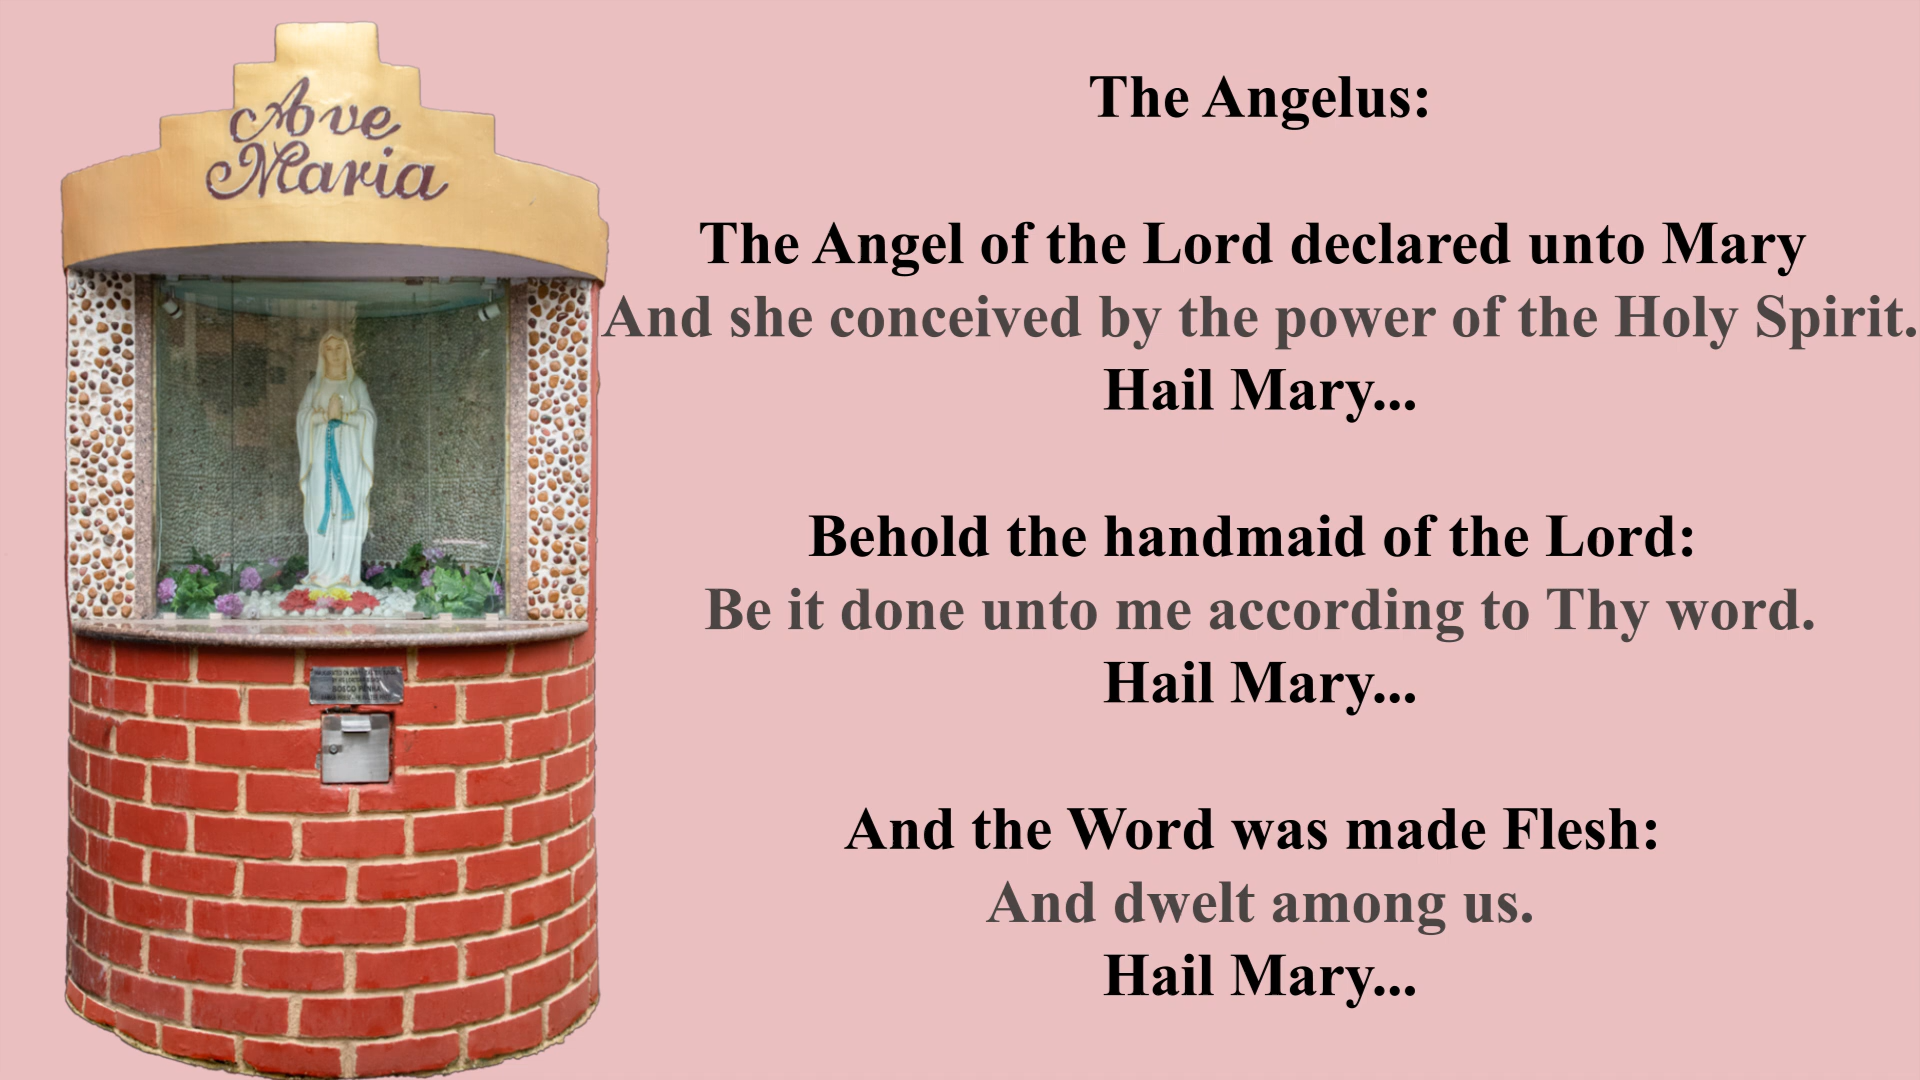 Ave
Maria
BOSCO PENHA
The Angelus:
The Angel of the Lord declared unto Mary
And she conceived by the power of the Holy Spirit.
Hail Mary...
Behold the handmaid of the Lord:
Be it done unto me according to Thy word.
Hail Mary...
And the Word was made Flesh:
And dwelt among us.
Hail Mary...